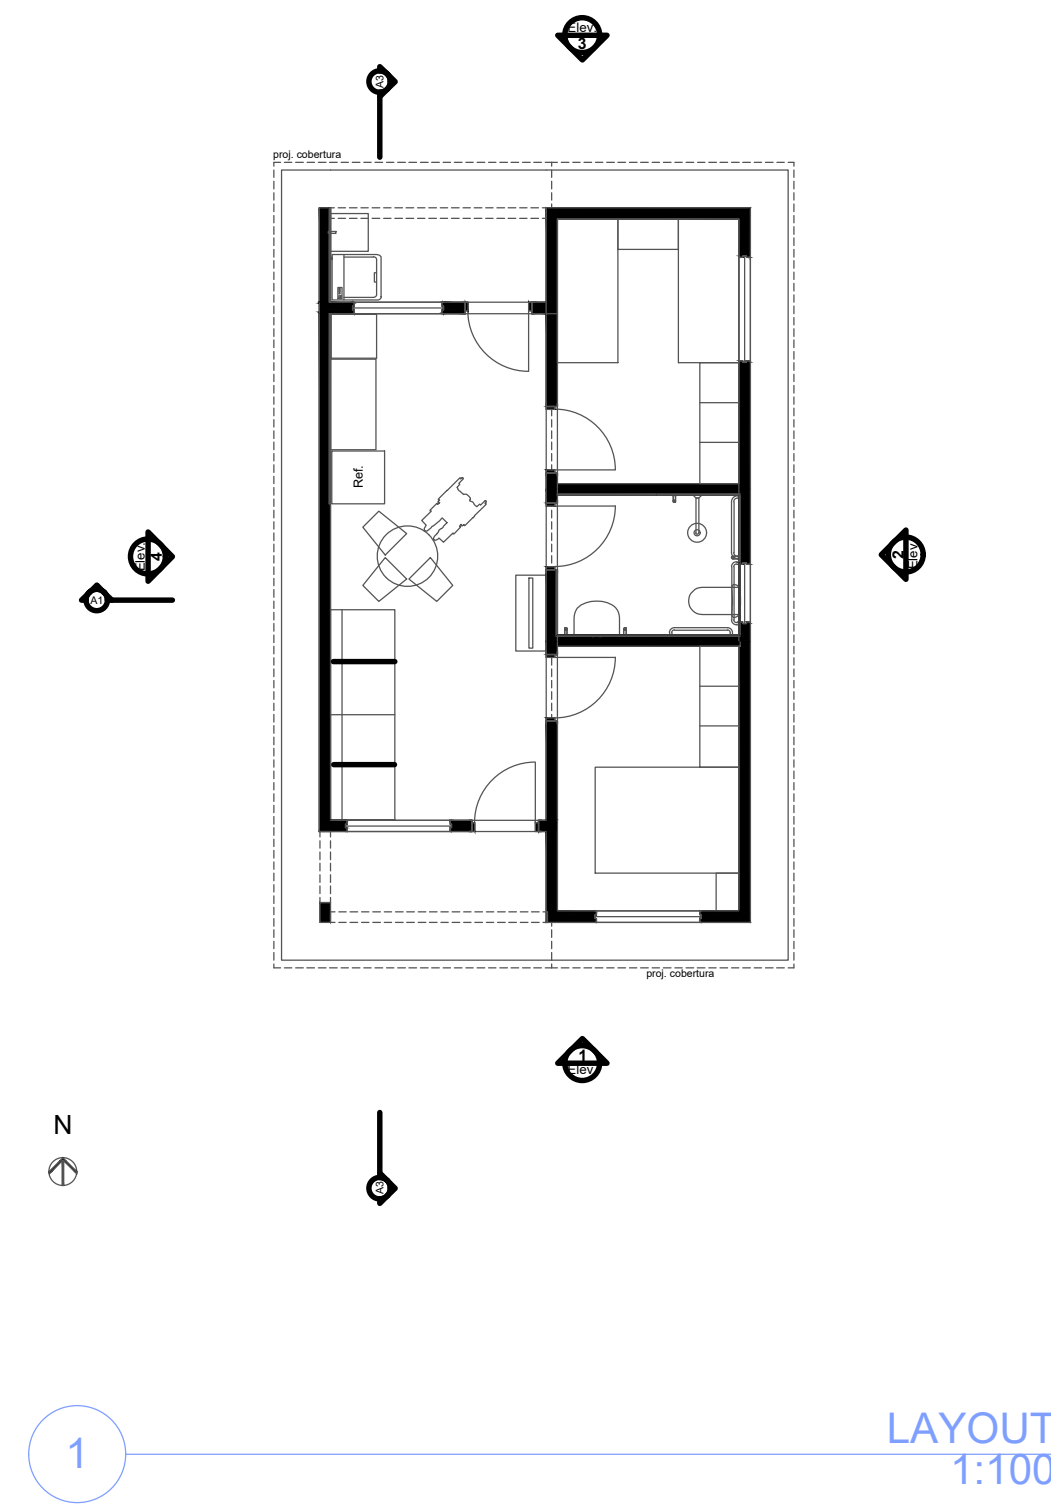 Elev.
3
A3
proj. cobertura
Ref.
Elev.
4
A1
2
Elev.
proj. cobertura
1
Elev.
N
A3
1
LAYOUT
1:100